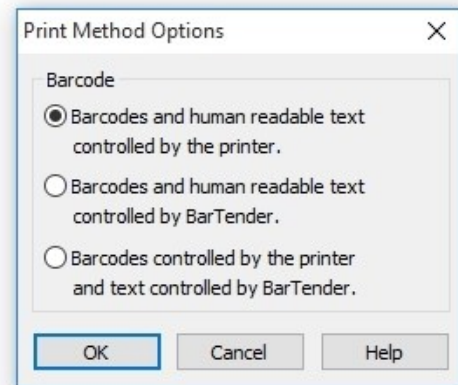 Print Method Options
Barcode
Barcodes and human readable text
controlled by the printer.
Barcodes and human readable text
controlled by BarTender.
Barcodes controlled by the printer
and text controlled by BarTender.
OK Cancel Help